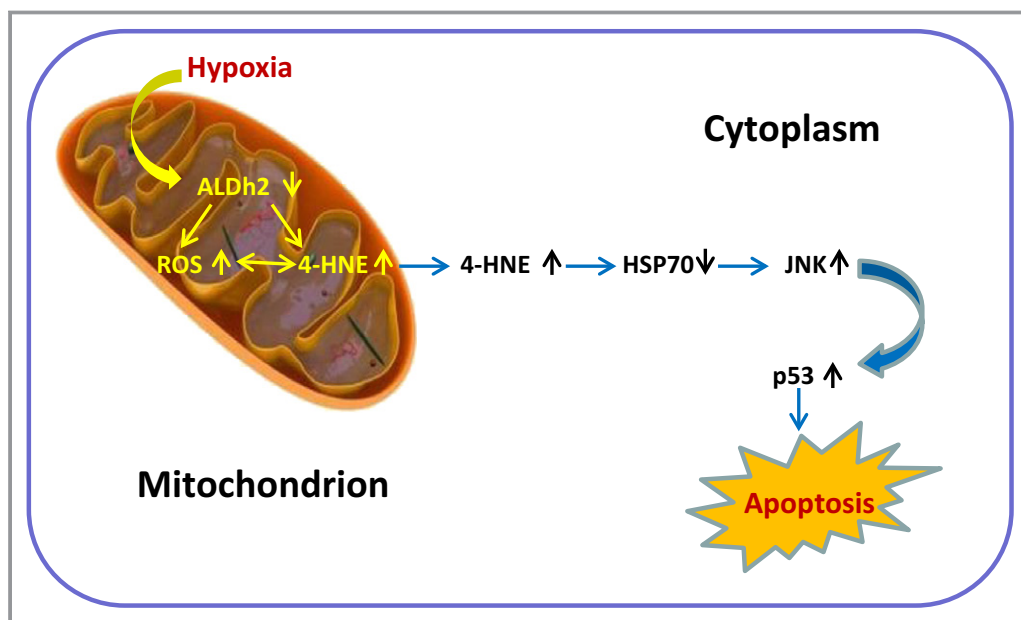 Hypoxia
Cytoplasm
ALDh2
ROS 4-HNE 4-HNE HSP70 JNK
p53
Mitochondrion
Apoptosis